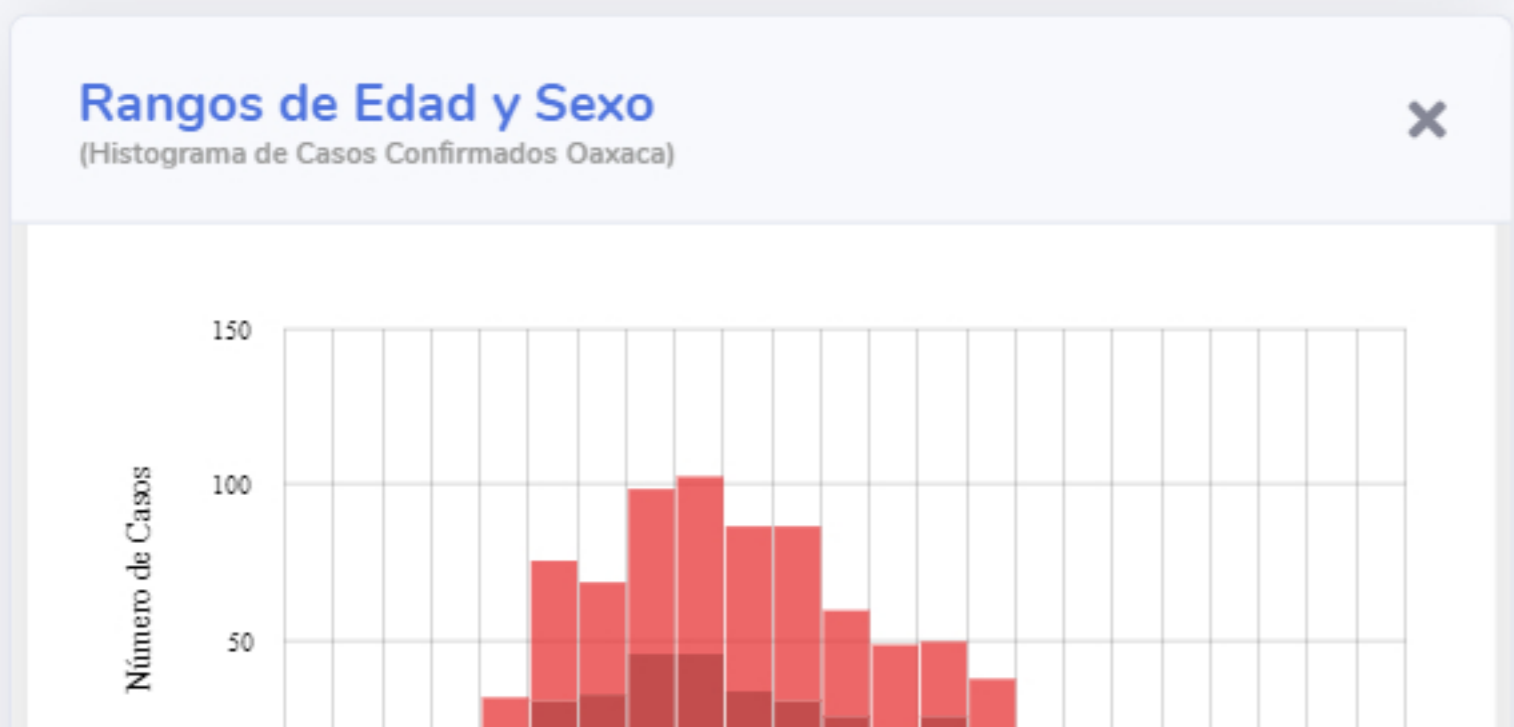 Rangos de Edad y Sexo
(Histograma de Casos Confirmados Oaxaca)
150
100
50
Número de Casos